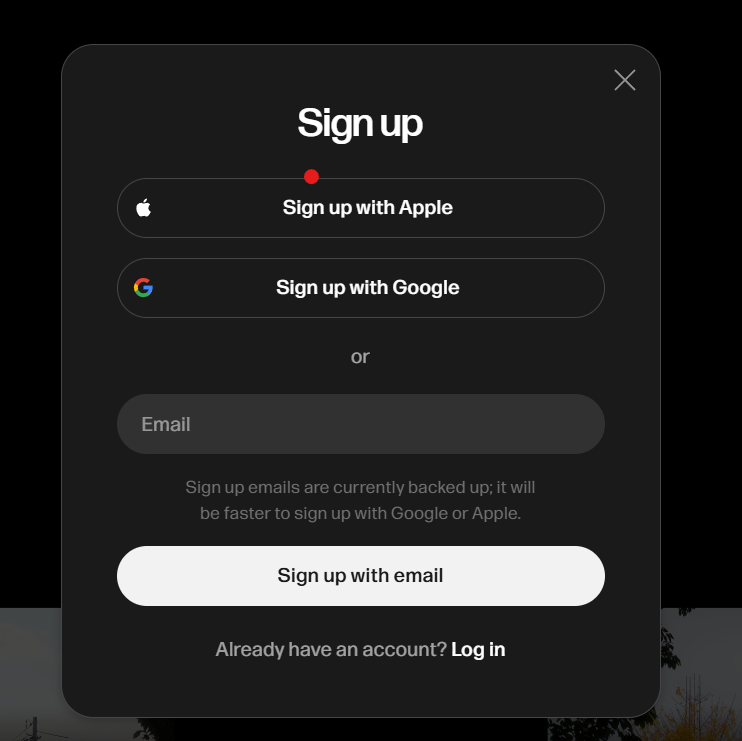 Sign up
Sign up with Apple
Sign up with Google
or
Email
Sign up emails are currently backed up; it will
be faster to sign up with Google or Apple.
Sign up with email
Already have an account? Log in